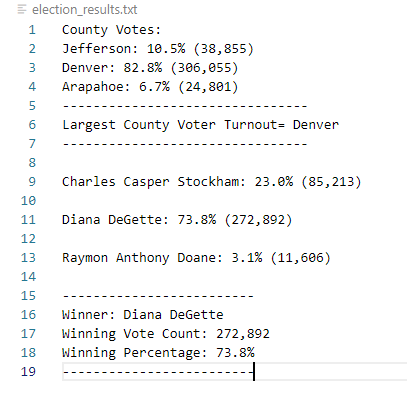 election_results.txt
1 County Votes:
2 Jefferson: 10.5% (38,855)
3 Denver: 82.8% (306,055)
4 Arapahoe: 6.7% (24,801)
5 --------------------------------
6 Largest County Voter Turnout= Denver
7 --------------------------------
8
9 Charles Casper Stockham: 23.0% (85,213)
10
11 Diana DeGette: 73.8% (272,892)
12
13 Raymon Anthony Doane: 3.1% (11,606)
14
15 -------------------------
16 Winner: Diana DeGette
17 Winning Vote Count: 272,892
18 Winning Percentage: 73.8%
19 -------------------------